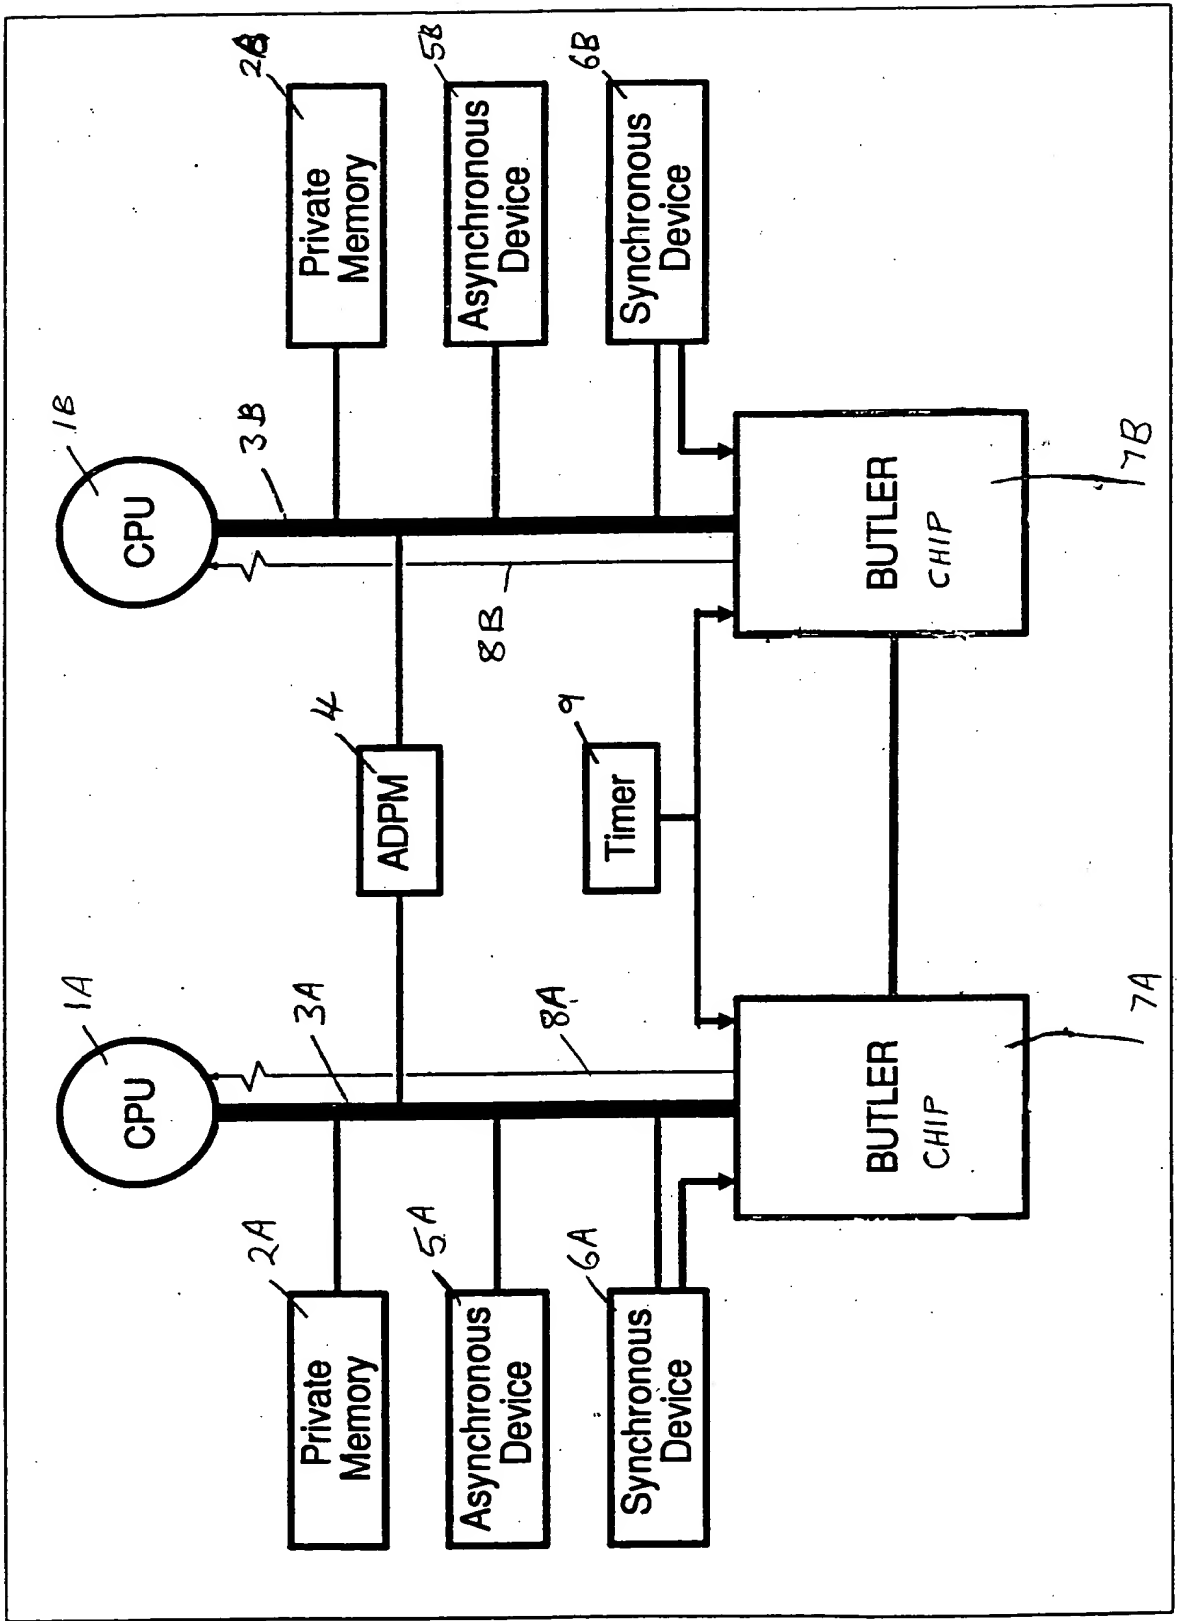 1A
1B
CPU
CPU
2A
3A
3B
2B
4
Private
Memory
Private
Memory
ADPM
5A
5B
Asynchronous
Device
Asynchronous
Device
8A
8B
6A
9
6B
Synchronous
Device
Timer
Synchronous
Device
BUTLER
CHIP
BUTLER
CHIP
7A
7B